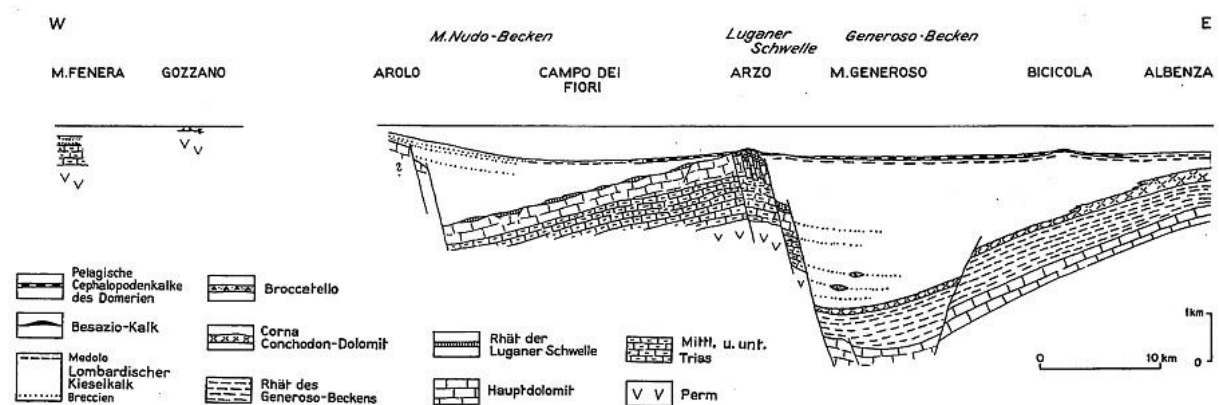 W
E
M.Nudo-Becken
Luganer
Schwelle
Generoso-Becken
M.FENERA
GOZZANO
AROLO
CAMPO DEI
FIORI
ARZO
M.GENEROSO
BICICOLA
ALBENZA
?
Pelagische
Cephalopodenkalke
des Domerien
Besazio-Kalk
Medolo
Lombardischer
Kieselkalk
Breccien
Broccatello
Corna
Conchodon-Dolomit
Rhät des
Generoso-Beckens
Rhät der
Luganer Schwelle
Hauptdolomit
Mittl. u. unt.
Trias
Perm
1km
0
0
10 km